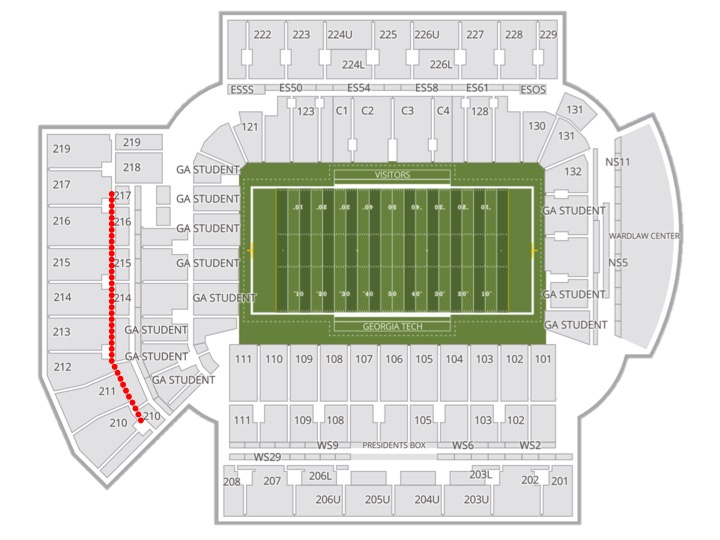 222 223 224U 225 226U 227 228 229
224L 226L
ESSS ES50 ES54 ES58 ES61 ESOS
121 123 C1 C2 C3 C4 128 130 131
131
219 219
218 GA STUDENT VISITORS 132 NS11
217 217 GA STUDENT
216 216 GA STUDENT GA STUDENT
WARDLAW CENTER
215 215 GA STUDENT NS5
214 214 GA STUDENT GA STUDENT
10 20 30 40 50 40 30 20 10
10 20 30 40 50 40 30 20 10
213 GA STUDENT GEORGIA TECH GA STUDENT
212 GA STUDENT
111 110 109 108 107 106 105 104 103 102 101
GA STUDENT
211
210 210
111 109 108 105 103 102
WS9 PRESIDENTS BOX WS6 WS2
WS29
208 207 206L 203L 202 201
206U 205U 204U 203U